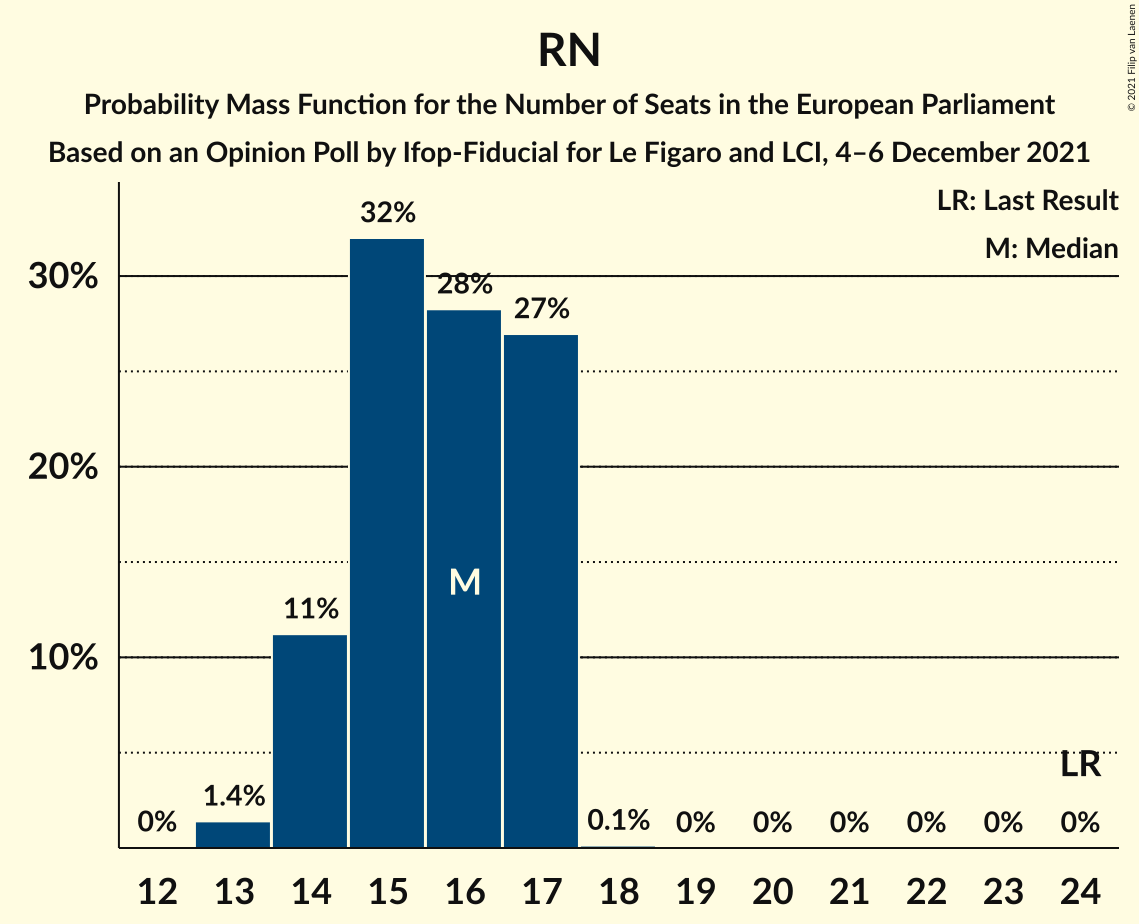 RN
Probability Mass Function for the Number of Seats in the European Parliament
Based on an Opinion Poll by Ifop-Fiducial for Le Figaro and LCI, 4–6 December 2021
© 2021 Filip van Laenen
LR: Last Result
M: Median
30%
20%
10%
0%
1.4%
11%
32%
28%
27%
0.1%
0%
0%
0%
0%
0%
0%
M
LR
12 13 14 15 16 17 18 19 20 21 22 23 24